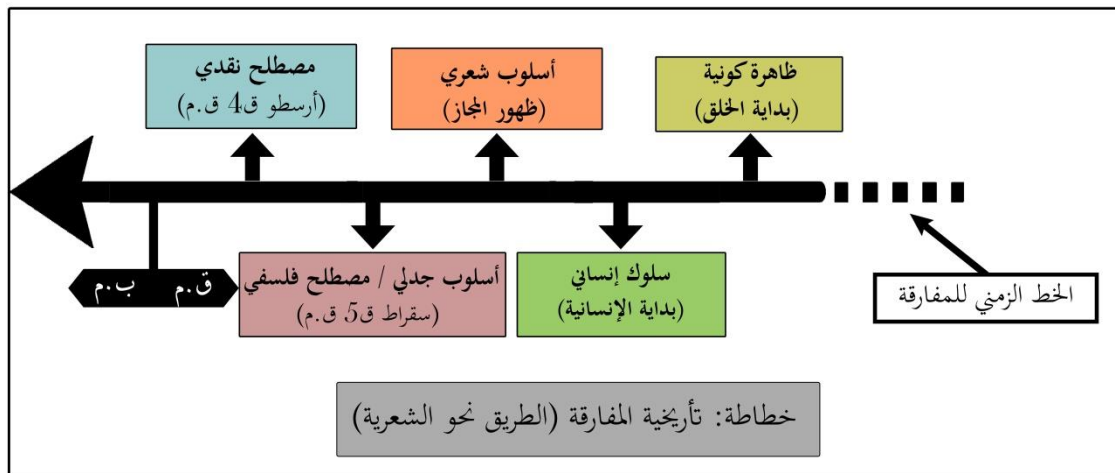 ظاهرة كونية
(بداية الخلق)
أسلوب شعري
(ظهور المجاز)
مصطلح نقدي
(أرسطو ق4 ق.م)
سلوك إنساني
(بداية الإنسانية)
أسلوب جدلي / مصطلح فلسفي
(سقراط ق5 ق.م)
ق.م
ب.م
الخط الزمني للمفارقة
خطاطة: تأريخية المفارقة (الطريق نحو الشعرية)